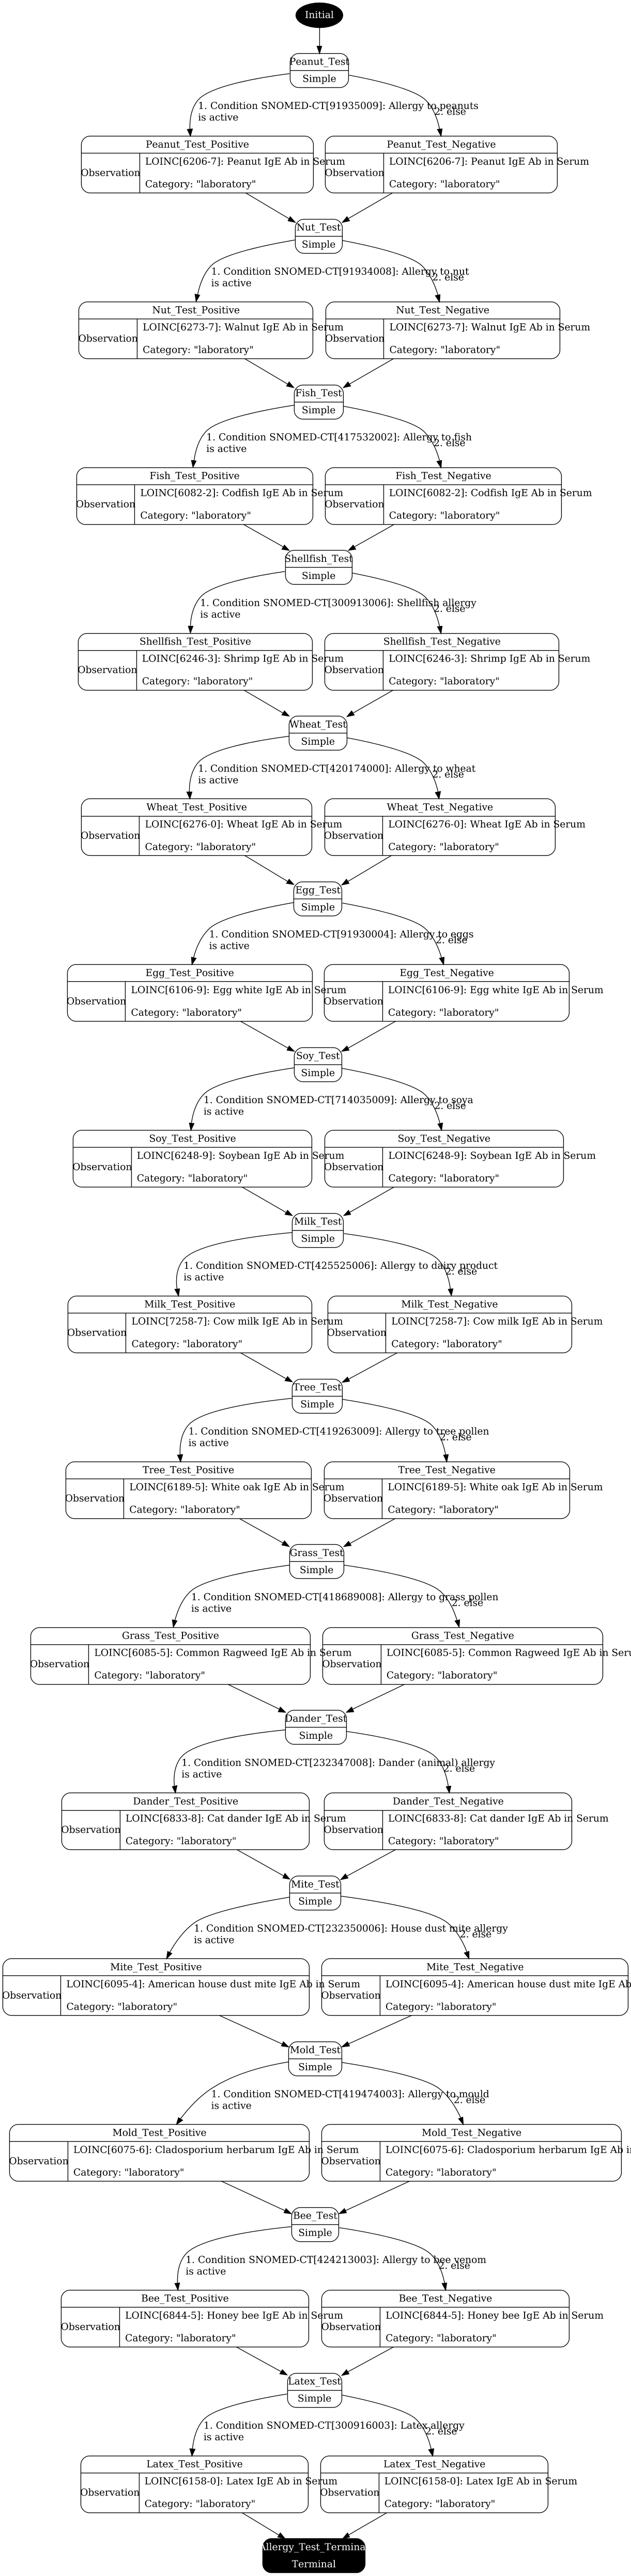 Initial
Peanut_Test
Simple
1. Condition SNOMED-CT[91935009]: Allergy to peanuts
is active
2. else
Peanut_Test_Positive
Observation
LOINC[6206-7]: Peanut IgE Ab in Serum
Category: "laboratory"
Peanut_Test_Negative
Observation
LOINC[6206-7]: Peanut IgE Ab in Serum
Category: "laboratory"
Nut_Test
Simple
1. Condition SNOMED-CT[91934008]: Allergy to nut
is active
2. else
Nut_Test_Positive
Observation
LOINC[6273-7]: Walnut IgE Ab in Serum
Category: "laboratory"
Nut_Test_Negative
Observation
LOINC[6273-7]: Walnut IgE Ab in Serum
Category: "laboratory"
Fish_Test
Simple
1. Condition SNOMED-CT[417532002]: Allergy to fish
is active
2. else
Fish_Test_Positive
Observation
LOINC[6082-2]: Codfish IgE Ab in Serum
Category: "laboratory"
Fish_Test_Negative
Observation
LOINC[6082-2]: Codfish IgE Ab in Serum
Category: "laboratory"
Shellfish_Test
Simple
1. Condition SNOMED-CT[300913006]: Shellfish allergy
is active
2. else
Shellfish_Test_Positive
Observation
LOINC[6246-3]: Shrimp IgE Ab in Serum
Category: "laboratory"
Shellfish_Test_Negative
Observation
LOINC[6246-3]: Shrimp IgE Ab in Serum
Category: "laboratory"
Wheat_Test
Simple
1. Condition SNOMED-CT[420174000]: Allergy to wheat
is active
2. else
Wheat_Test_Positive
Observation
LOINC[6276-0]: Wheat IgE Ab in Serum
Category: "laboratory"
Wheat_Test_Negative
Observation
LOINC[6276-0]: Wheat IgE Ab in Serum
Category: "laboratory"
Egg_Test
Simple
1. Condition SNOMED-CT[91930004]: Allergy to eggs
is active
2. else
Egg_Test_Positive
Observation
LOINC[6106-9]: Egg white IgE Ab in Serum
Category: "laboratory"
Egg_Test_Negative
Observation
LOINC[6106-9]: Egg white IgE Ab in Serum
Category: "laboratory"
Soy_Test
Simple
1. Condition SNOMED-CT[714035009]: Allergy to soya
is active
2. else
Soy_Test_Positive
Observation
LOINC[6248-9]: Soybean IgE Ab in Serum
Category: "laboratory"
Soy_Test_Negative
Observation
LOINC[6248-9]: Soybean IgE Ab in Serum
Category: "laboratory"
Milk_Test
Simple
1. Condition SNOMED-CT[425525006]: Allergy to dairy product
is active
2. else
Milk_Test_Positive
Observation
LOINC[7258-7]: Cow milk IgE Ab in Serum
Category: "laboratory"
Milk_Test_Negative
Observation
LOINC[7258-7]: Cow milk IgE Ab in Serum
Category: "laboratory"
Tree_Test
Simple
1. Condition SNOMED-CT[419263009]: Allergy to tree pollen
is active
2. else
Tree_Test_Positive
Observation
LOINC[6189-5]: White oak IgE Ab in Serum
Category: "laboratory"
Tree_Test_Negative
Observation
LOINC[6189-5]: White oak IgE Ab in Serum
Category: "laboratory"
Grass_Test
Simple
1. Condition SNOMED-CT[418689008]: Allergy to grass pollen
is active
2. else
Grass_Test_Positive
Observation
LOINC[6085-5]: Common Ragweed IgE Ab in Serum
Category: "laboratory"
Grass_Test_Negative
Observation
LOINC[6085-5]: Common Ragweed IgE Ab in Seru
Category: "laboratory"
Dander_Test
Simple
1. Condition SNOMED-CT[232347008]: Dander (animal) allergy
is active
2. else
Dander_Test_Positive
Observation
LOINC[6833-8]: Cat dander IgE Ab in Serum
Category: "laboratory"
Dander_Test_Negative
Observation
LOINC[6833-8]: Cat dander IgE Ab in Serum
Category: "laboratory"
Mite_Test
Simple
1. Condition SNOMED-CT[232350006]: House dust mite allergy
is active
2. else
Mite_Test_Positive
Observation
LOINC[6095-4]: American house dust mite IgE Ab in Serum
Category: "laboratory"
Mite_Test_Negative
Observation
LOINC[6095-4]: American house dust mite IgE Ab
Category: "laboratory"
Mold_Test
Simple
1. Condition SNOMED-CT[419474003]: Allergy to mould
is active
2. else
Mold_Test_Positive
Observation
LOINC[6075-6]: Cladosporium herbarum IgE Ab in Serum
Category: "laboratory"
Mold_Test_Negative
Observation
LOINC[6075-6]: Cladosporium herbarum IgE Ab in
Category: "laboratory"
Bee_Test
Simple
1. Condition SNOMED-CT[424213003]: Allergy to bee venom
is active
2. else
Bee_Test_Positive
Observation
LOINC[6844-5]: Honey bee IgE Ab in Serum
Category: "laboratory"
Bee_Test_Negative
Observation
LOINC[6844-5]: Honey bee IgE Ab in Serum
Category: "laboratory"
Latex_Test
Simple
1. Condition SNOMED-CT[300916003]: Latex allergy
is active
2. else
Latex_Test_Positive
Observation
LOINC[6158-0]: Latex IgE Ab in Serum
Category: "laboratory"
Latex_Test_Negative
Observation
LOINC[6158-0]: Latex IgE Ab in Serum
Category: "laboratory"
Allergy_Test_Terminal
Terminal